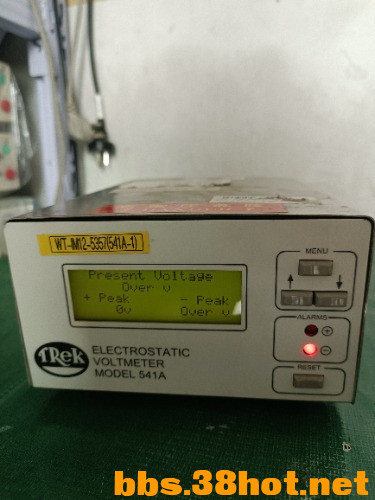 WT-IM12-5357(541A-1)
Present Voltage
Over v
+ Peak - Peak
0v Over v
MENU
↑ ↓
ALARMS
+
−
RESET
TRek
ELECTROSTATIC
VOLTMETER
MODEL 541A
bbs.38hot.net